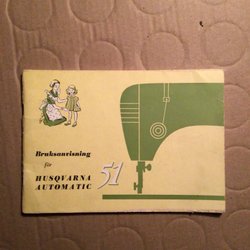 Bruksanvisning
för
HUSQVARNA
AUTOMATIC 51